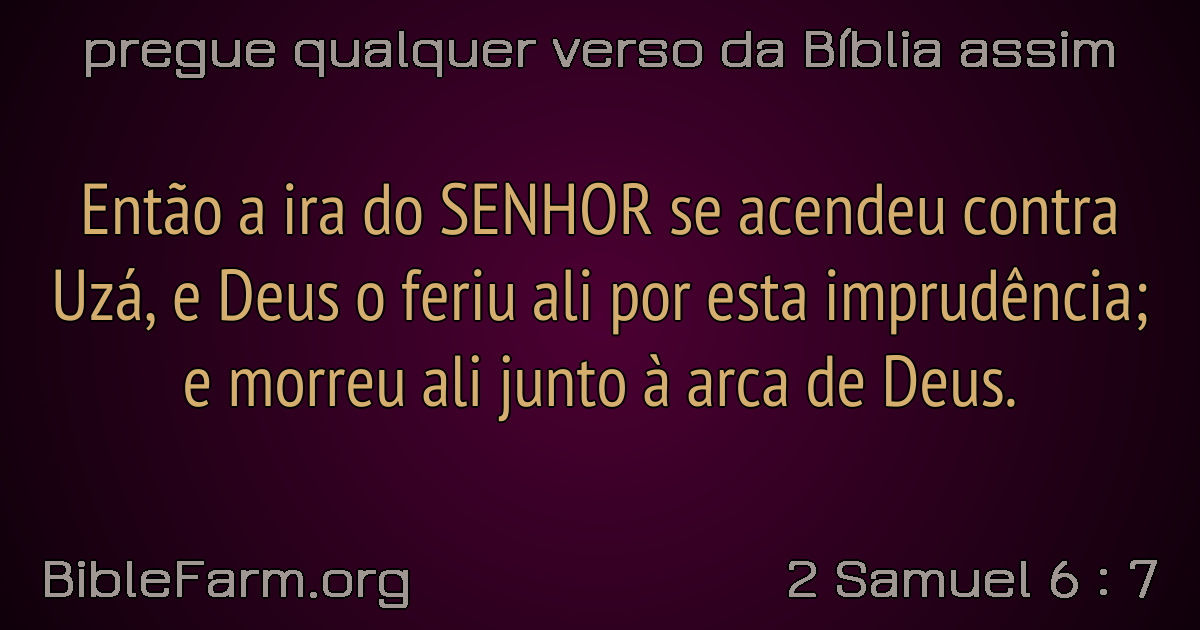 pregue qualquer verso da Bíblia assim
Então a ira do SENHOR se acendeu contra
Uzá, e Deus o feriu ali por esta imprudência;
e morreu ali junto à arca de Deus.
BibleFarm.org
2 Samuel 6 : 7